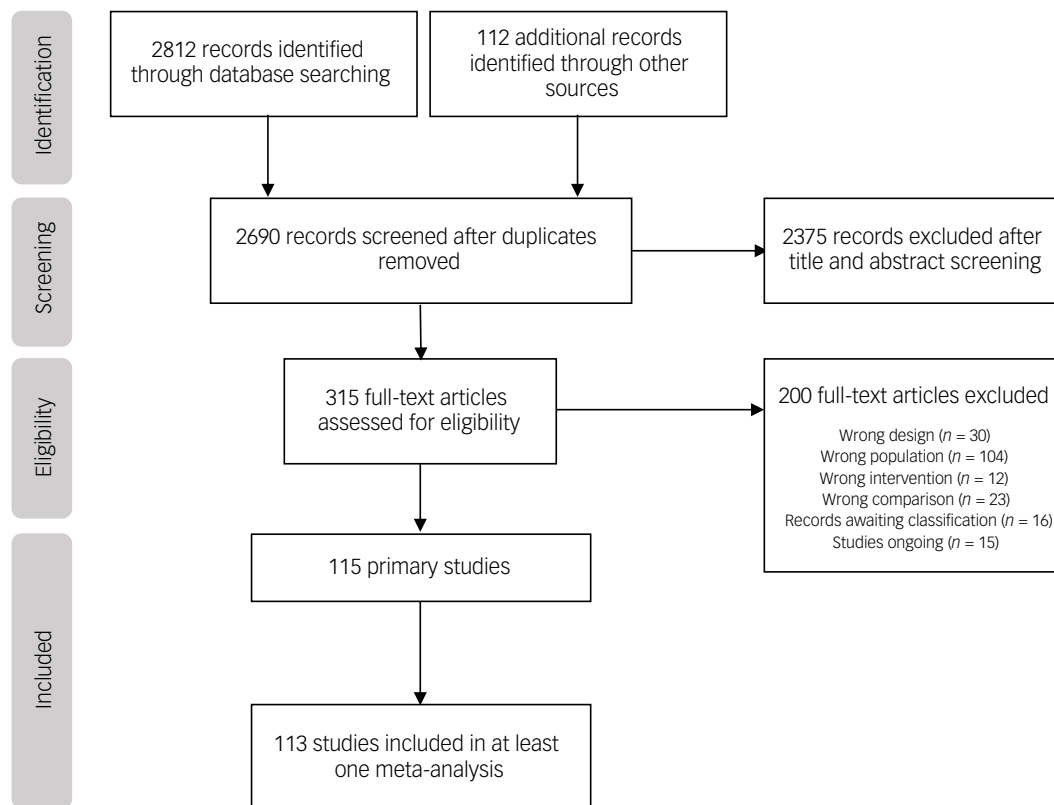 Identification
2812 records identified
through database searching
112 additional records
identified through other
sources
Screening
2690 records screened after duplicates
removed
2375 records excluded after
title and abstract screening
Eligibility
315 full-text articles
assessed for eligibility
200 full-text articles excluded
Wrong design (n = 30)
Wrong population (n = 104)
Wrong intervention (n = 12)
Wrong comparison (n = 23)
Records awaiting classification (n = 16)
Studies ongoing (n = 15)
Included
115 primary studies
113 studies included in at least
one meta-analysis